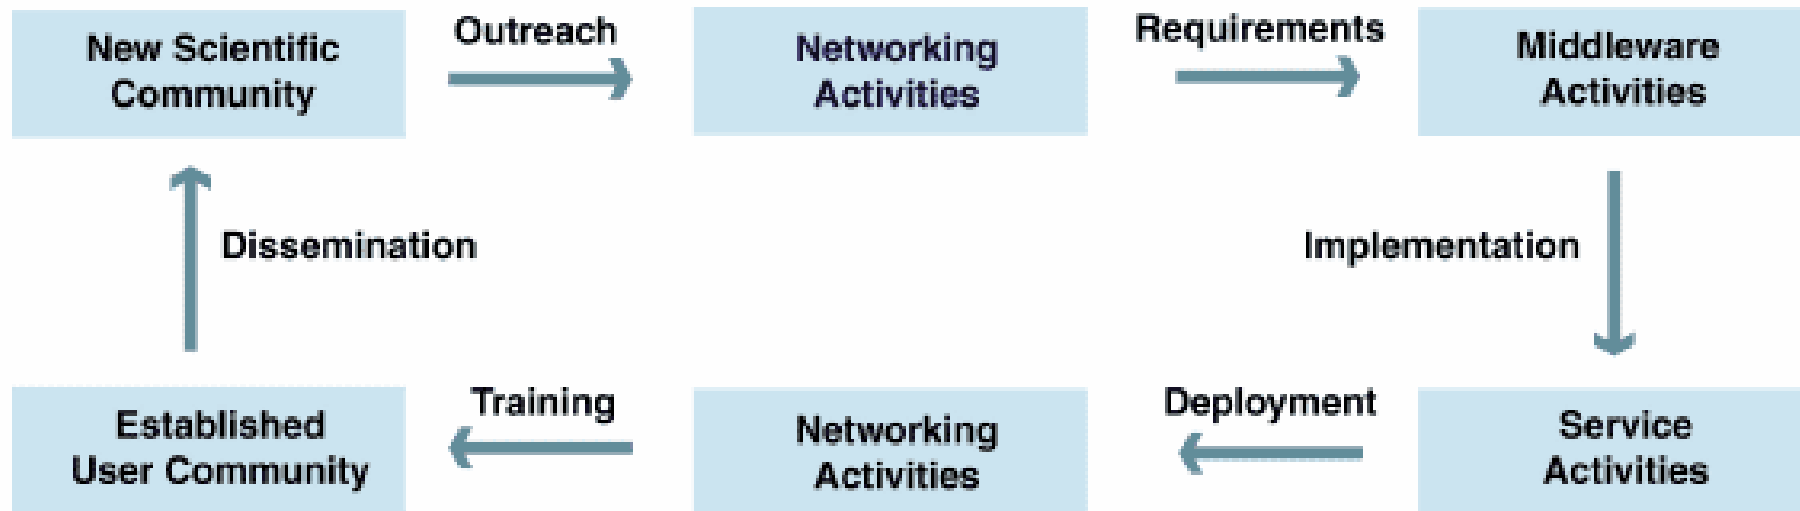 New Scientific
Community
Outreach
Networking
Activities
Requirements
Middleware
Activities
Dissemination
Implementation
Established
User Community
Training
Networking
Activities
Deployment
Service
Activities